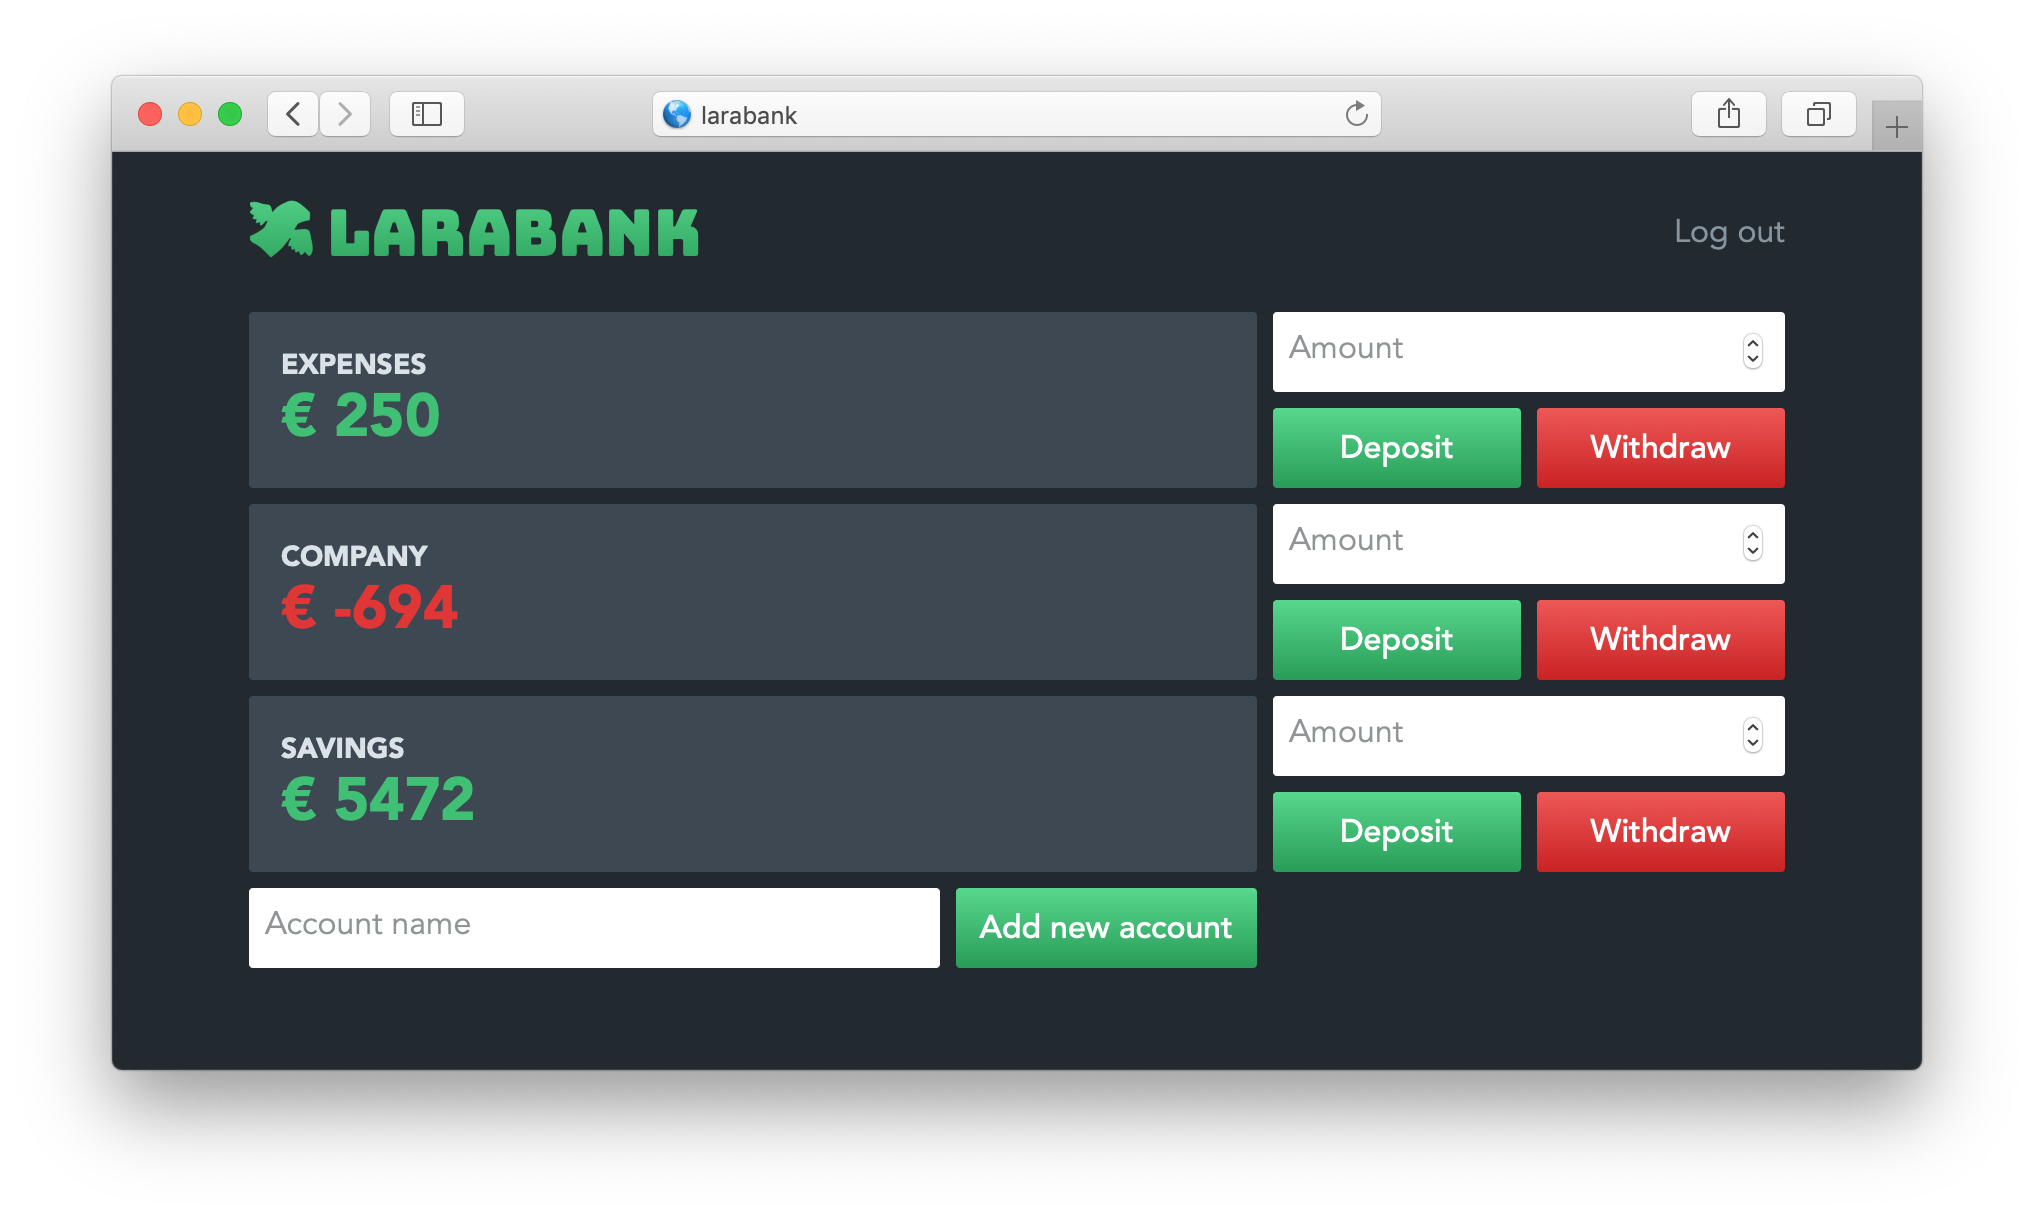 larabank
LARABANK
Log out
EXPENSES
€ 250
Amount
Deposit
Withdraw
COMPANY
€ -694
Amount
Deposit
Withdraw
SAVINGS
€ 5472
Amount
Deposit
Withdraw
Account name
Add new account